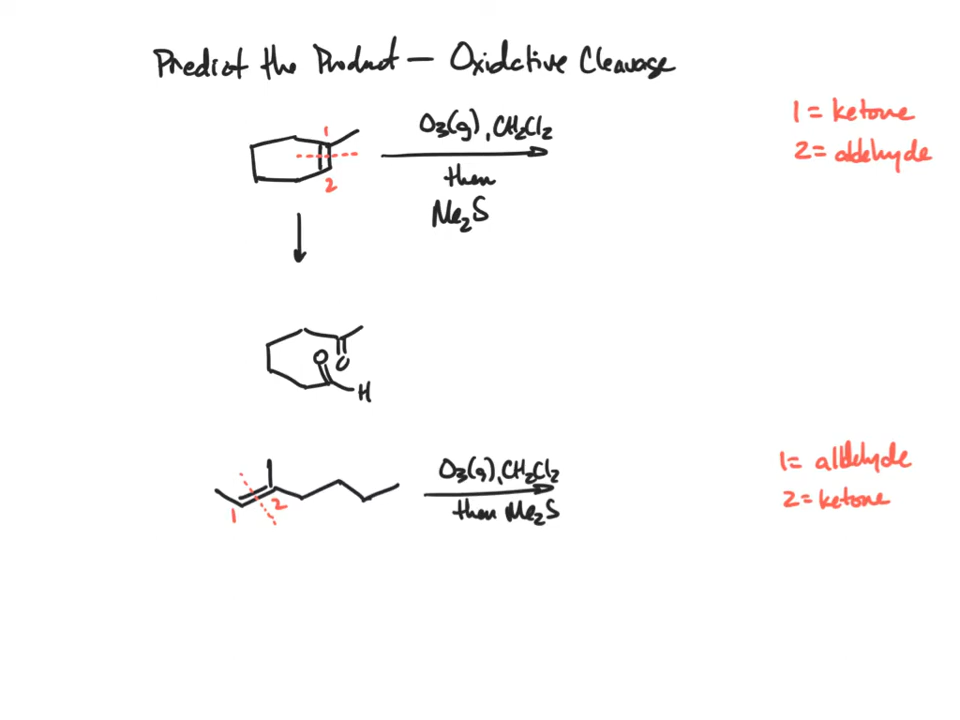 Predict the Product — Oxidative Cleavage
1 = ketone
2 = aldehyde
O3(g), CH2Cl2
then
Me2S
1
2
O
O
H
1 = aldehyde
2 = ketone
O3(g), CH2Cl2
then Me2S
1
2